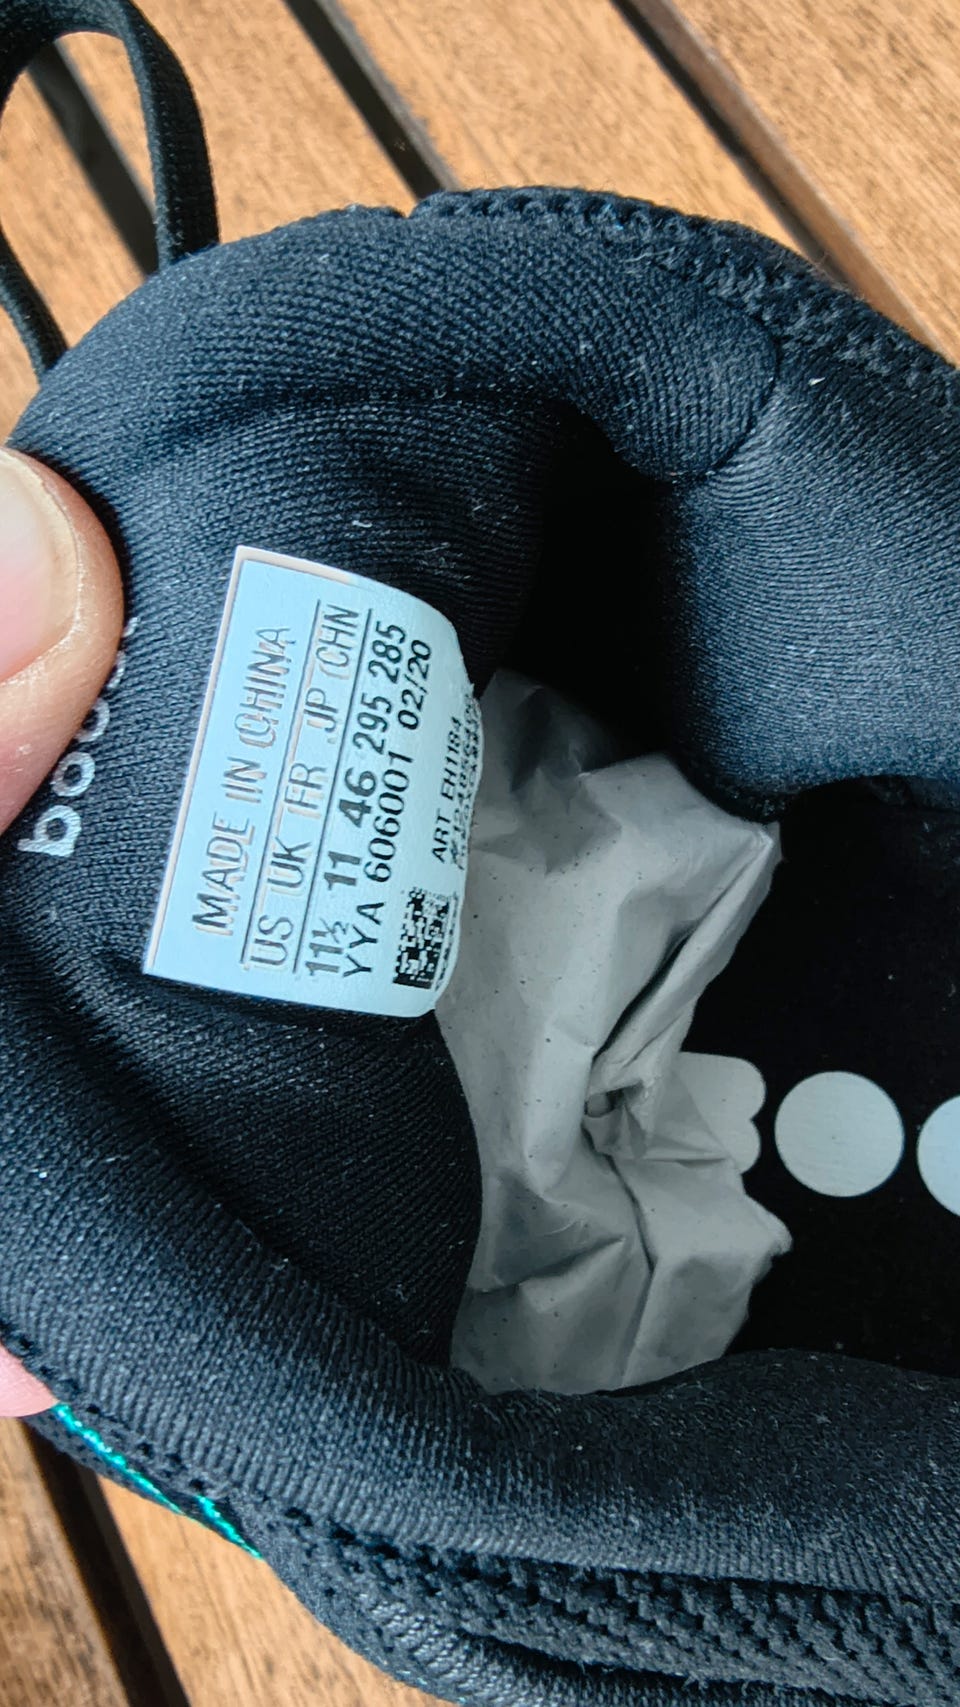 MADE IN CHINA
US UK FR JP CHN
11½ 11 46 295 285
YYA 606001 02/20
ART EH1184
boost